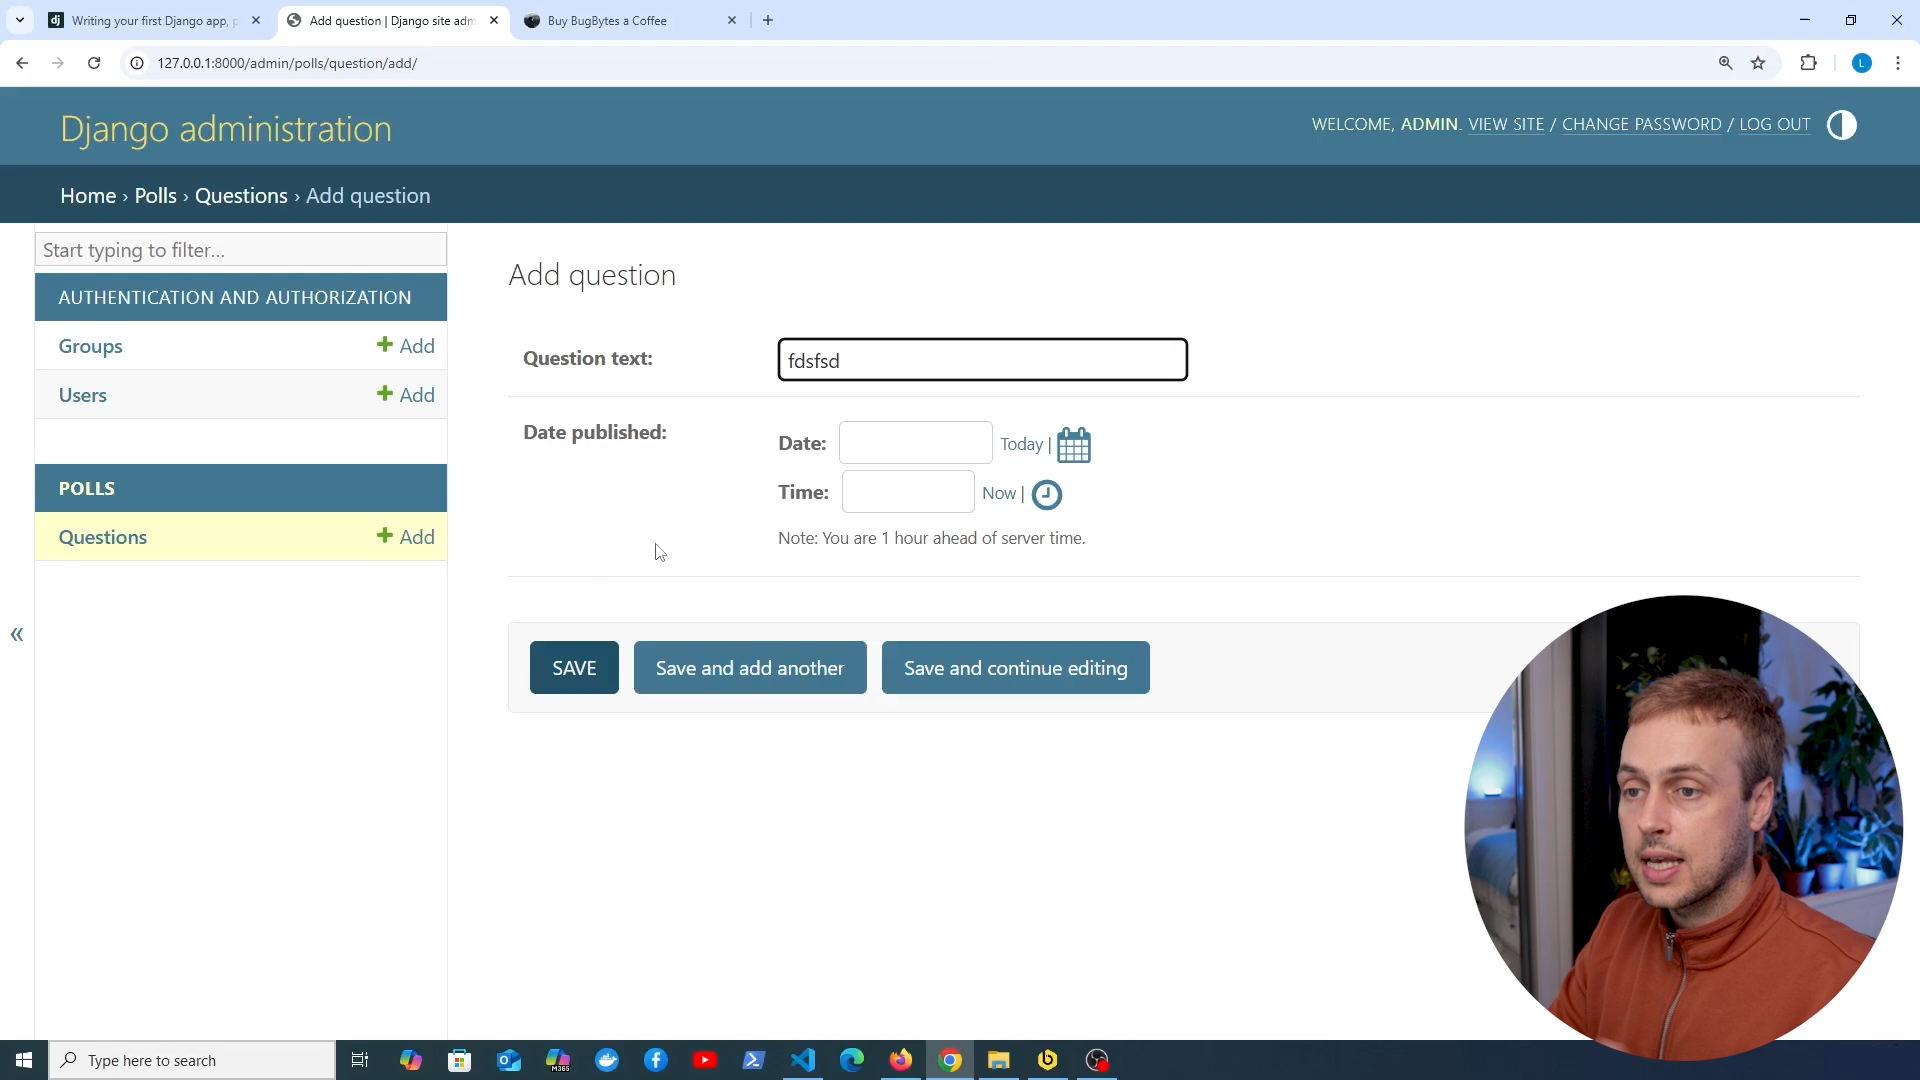 Writing your first Django app, p
Add question | Django site adm
Buy BugBytes a Coffee
127.0.0.1:8000/admin/polls/question/add/
L
Django administration
WELCOME, ADMIN. VIEW SITE / CHANGE PASSWORD / LOG OUT
Home › Polls › Questions › Add question
Start typing to filter...
AUTHENTICATION AND AUTHORIZATION
Groups + Add
Users + Add
POLLS
Questions + Add
«
Add question
Question text: fdsfsd
Date published:
Date: Today |
Time: Now |
Note: You are 1 hour ahead of server time.
SAVE
Save and add another
Save and continue editing
Type here to search
M365